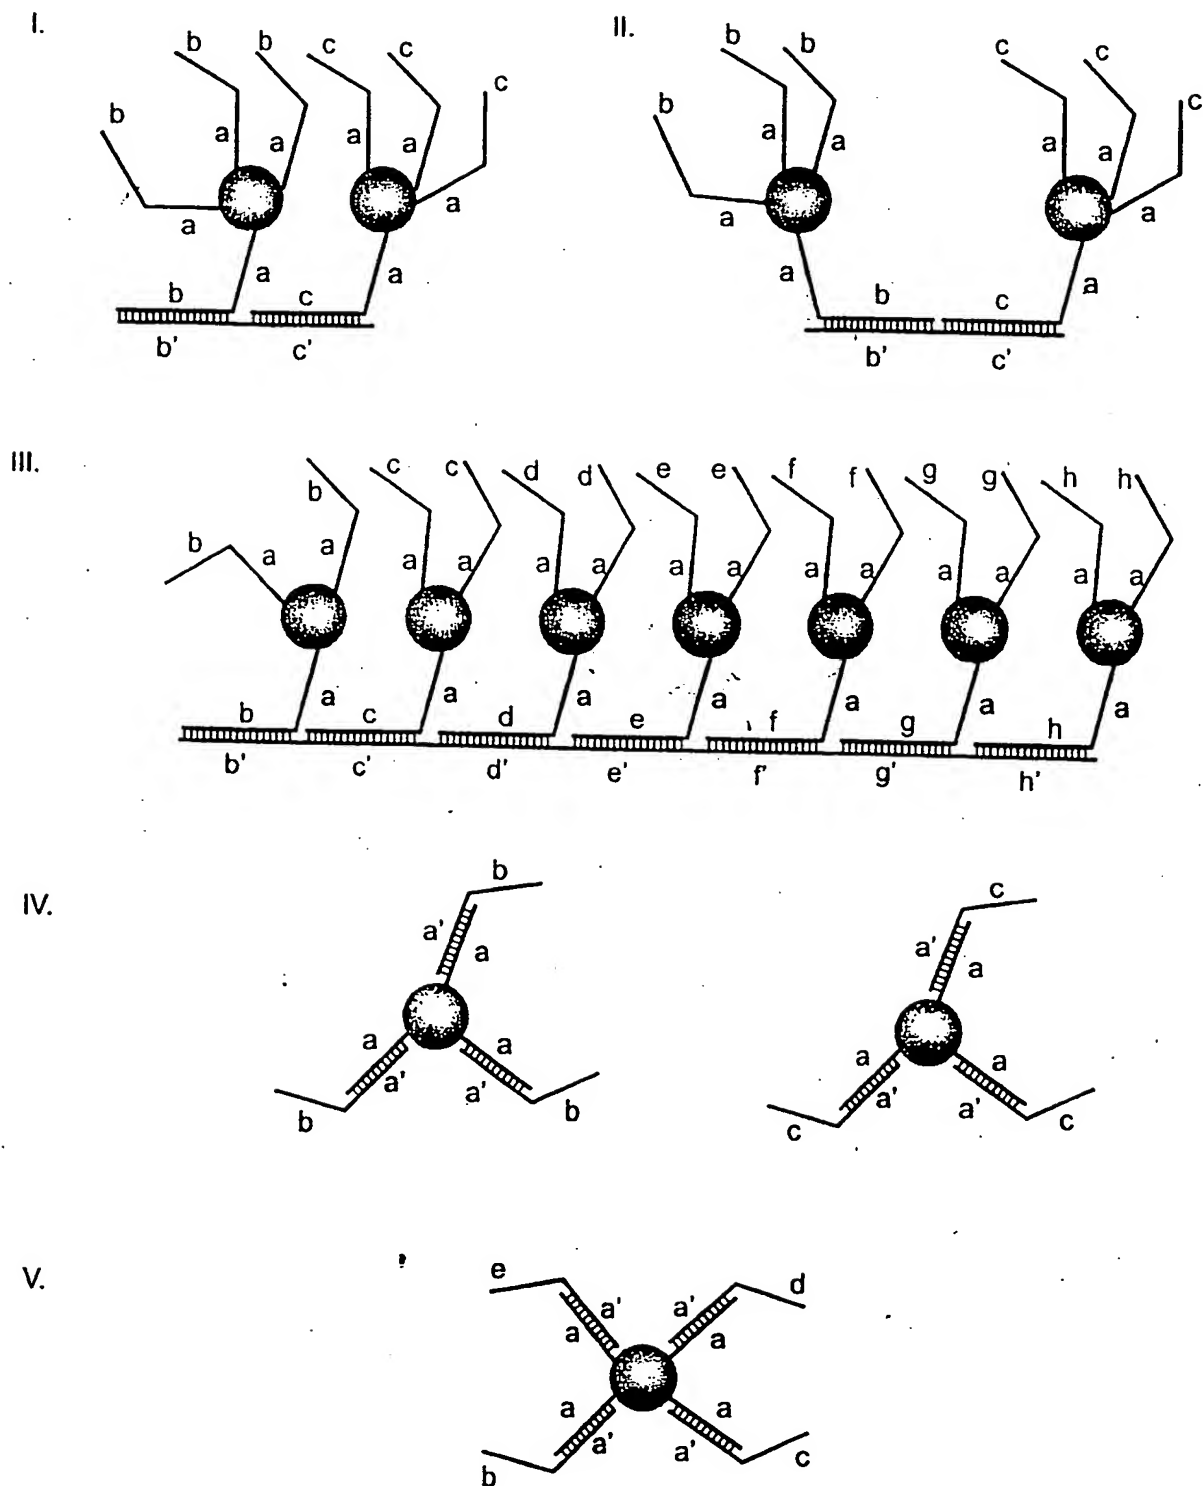 I.
II.
b b c c
b c
a a a a
a a
a a
b c
b' c'
b b c c
b c
a a a a
a a
a a
b c
b' c'
III.
b c c d d e e f f g g h h
b a a a a a a a a a a a a a a
a a a a a a a
b c d e f g h
b' c' d' e' f' g' h'
IV.
b c
a' a a' a
a a a a
a' a' a' a'
b b c c
V.
e d
a' a'
a a
a a
a' a'
b c